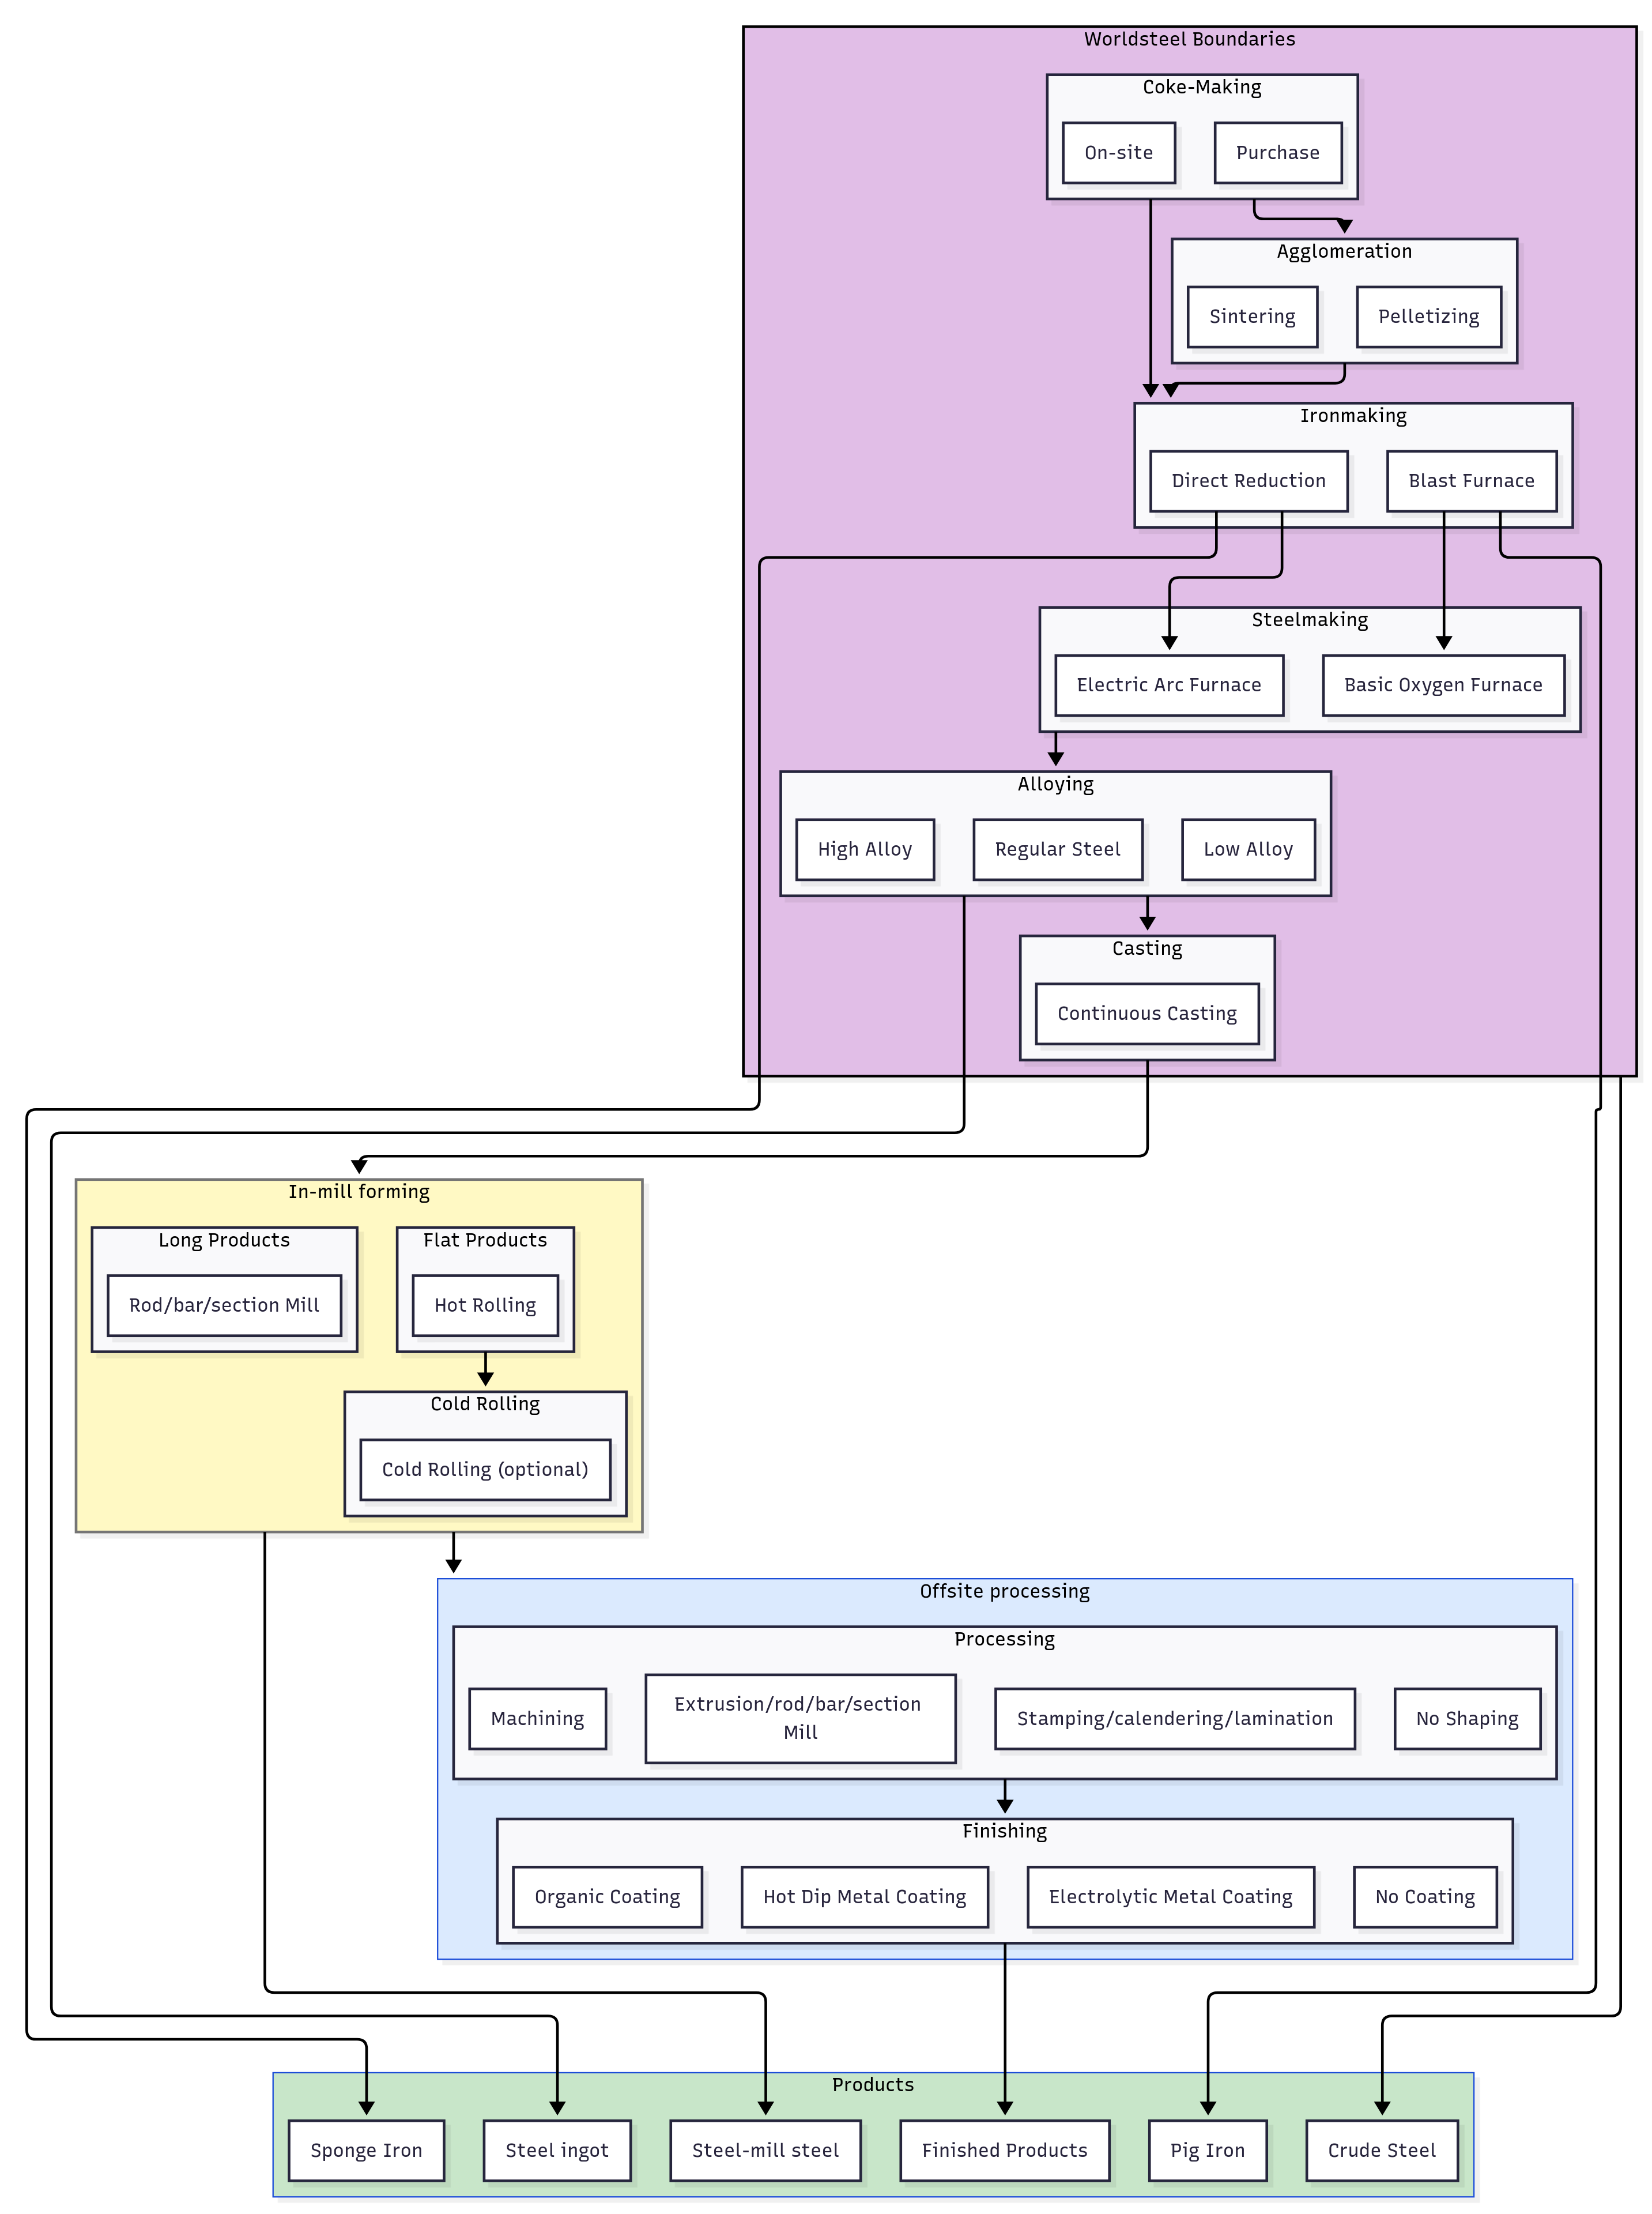 Worldsteel Boundaries
Coke-Making
On-site
Purchase
Agglomeration
Sintering
Pelletizing
Ironmaking
Direct Reduction
Blast Furnace
Steelmaking
Electric Arc Furnace
Basic Oxygen Furnace
Alloying
High Alloy
Regular Steel
Low Alloy
Casting
Continuous Casting
In-mill forming
Long Products
Rod/bar/section Mill
Flat Products
Hot Rolling
Cold Rolling
Cold Rolling (optional)
Offsite processing
Processing
Machining
Extrusion/rod/bar/section
Mill
Stamping/calendering/lamination
No Shaping
Finishing
Organic Coating
Hot Dip Metal Coating
Electrolytic Metal Coating
No Coating
Products
Sponge Iron
Steel ingot
Steel-mill steel
Finished Products
Pig Iron
Crude Steel